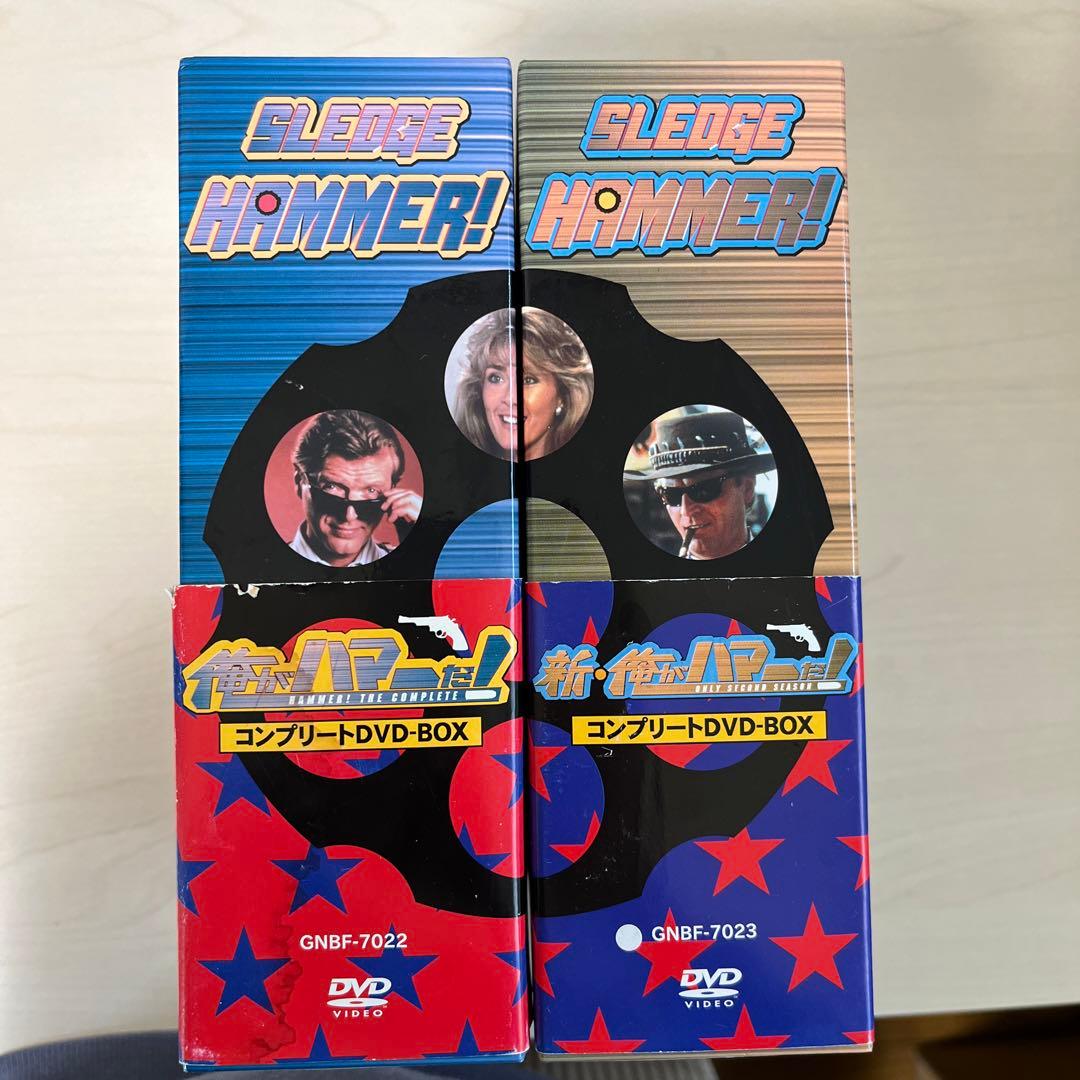 SLEDGE
HAMMER!
俺がハマーだ!
HAMMER! THE COMPLETE
コンプリートDVD-BOX
GNBF-7022
DVD
VIDEO
SLEDGE
HAMMER!
新・俺がハマーだ!
ONLY SECOND SEASON
コンプリートDVD-BOX
GNBF-7023
DVD
VIDEO